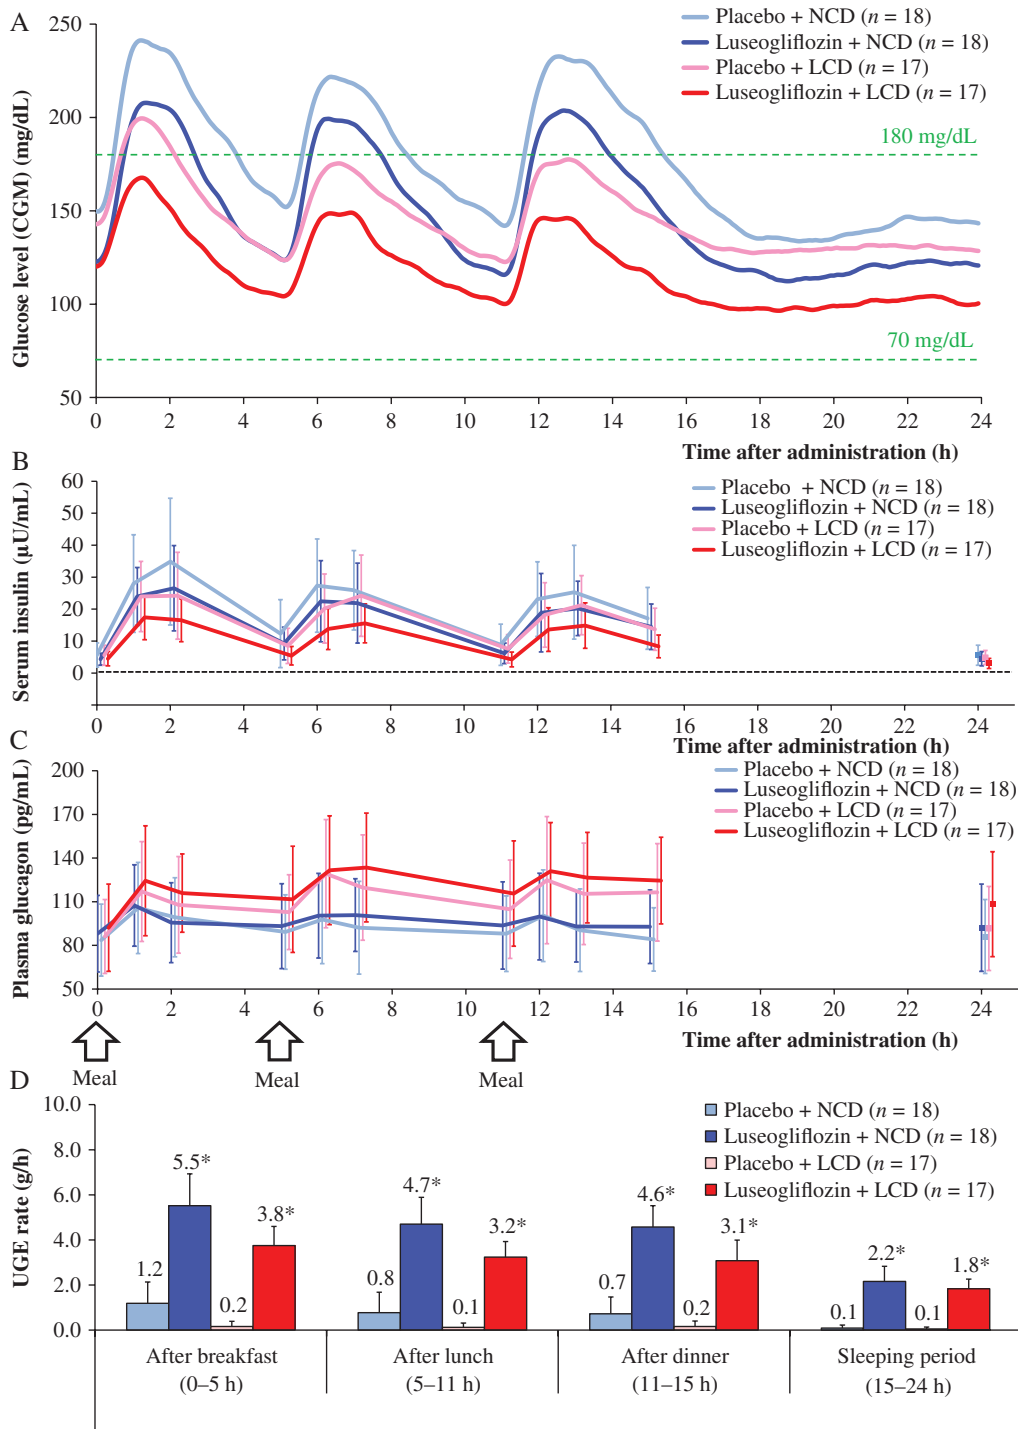 A
Glucose level (CGM) (mg/dL)
250
200
150
100
50
Placebo + NCD (n = 18)
Luseogliflozin + NCD (n = 18)
Placebo + LCD (n = 17)
Luseogliflozin + LCD (n = 17)
180 mg/dL
70 mg/dL
0 2 4 6 8 10 12 14 16 18 20 22 24
Time after administration (h)
B
Serum insulin (µU/mL)
60
50
40
30
20
10
0
Placebo + NCD (n = 18)
Luseogliflozin + NCD (n = 18)
Placebo + LCD (n = 17)
Luseogliflozin + LCD (n = 17)
0 2 4 6 8 10 12 14 16 18 20 22 24
Time after administration (h)
C
Plasma glucagon (pg/mL)
200
170
140
110
80
50
Placebo + NCD (n = 18)
Luseogliflozin + NCD (n = 18)
Placebo + LCD (n = 17)
Luseogliflozin + LCD (n = 17)
0 2 4 6 8 10 12 14 16 18 20 22 24
Time after administration (h)
Meal Meal Meal
D
UGE rate (g/h)
10.0
8.0
6.0
4.0
2.0
0.0
Placebo + NCD (n = 18)
Luseogliflozin + NCD (n = 18)
Placebo + LCD (n = 17)
Luseogliflozin + LCD (n = 17)
1.2 5.5* 0.2 3.8*
0.8 4.7* 0.1 3.2*
0.7 4.6* 0.2 3.1*
0.1 2.2* 0.1 1.8*
After breakfast
(0–5 h)
After lunch
(5–11 h)
After dinner
(11–15 h)
Sleeping period
(15–24 h)